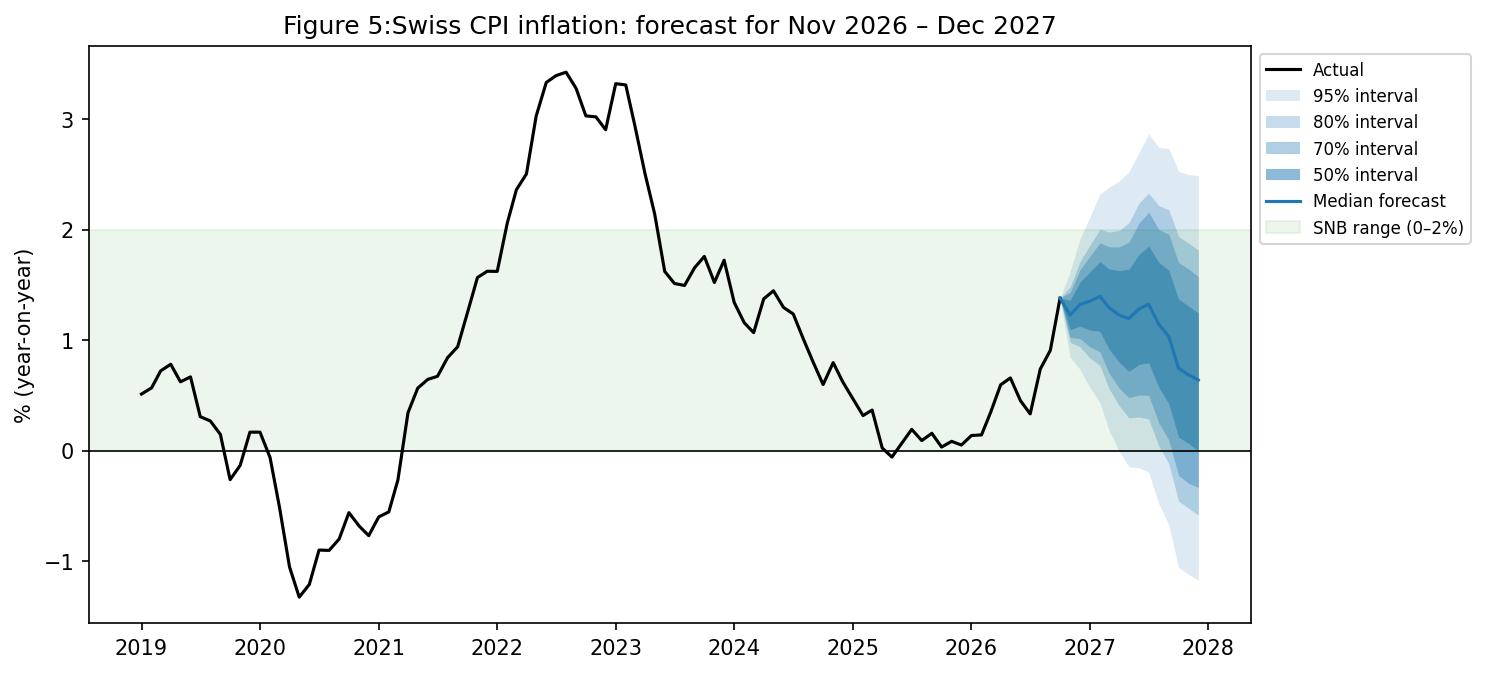 Figure 5:Swiss CPI inflation: forecast for Nov 2026 – Dec 2027
% (year-on-year)
3
2
1
0
−1
2019 2020 2021 2022 2023 2024 2025 2026 2027 2028
Actual
95% interval
80% interval
70% interval
50% interval
Median forecast
SNB range (0–2%)